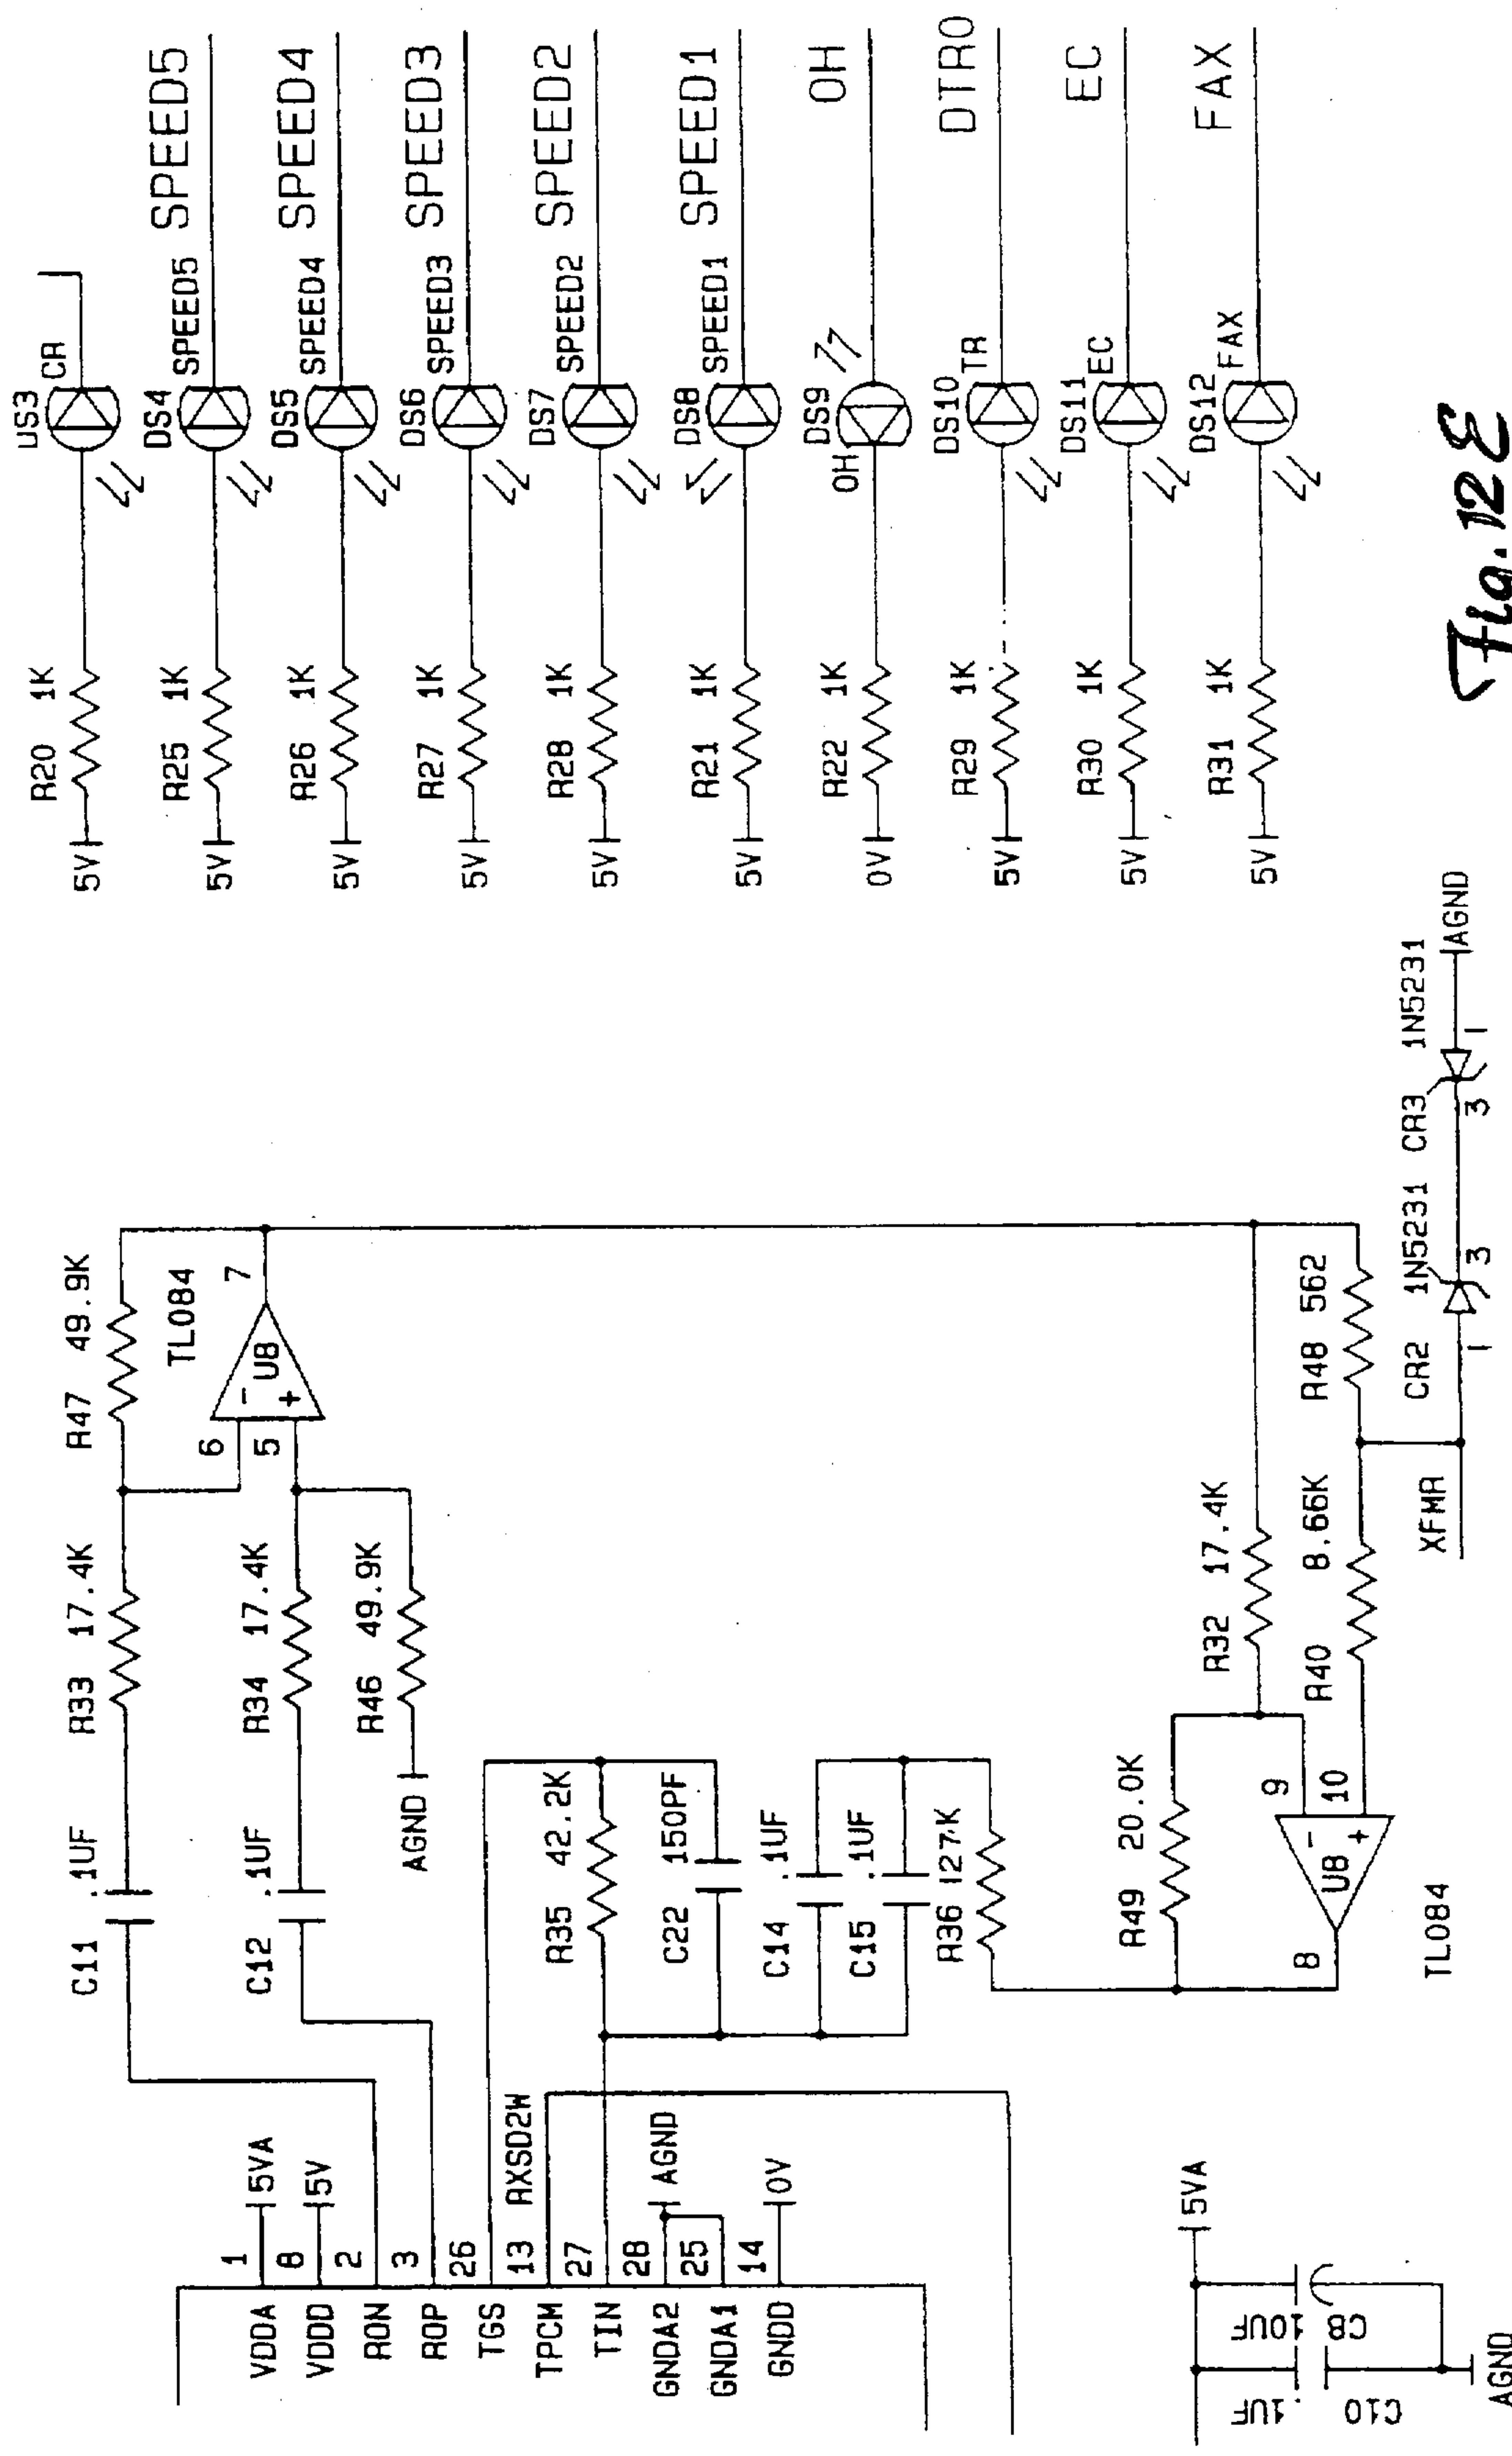 US3 CR
R20 1K
5V
DS4 SPEED5 SPEED5
R25 1K
5V
DS5 SPEED4 SPEED4
R26 1K
5V
DS6 SPEED3 SPEED3
R27 1K
5V
DS7 SPEED2 SPEED2
R28 1K
5V
DS8 SPEED1 SPEED1
R21 1K
5V
OH DS9 OH
R22 1K
0V
DS10 TR DTRO
R29 1K
5V
DS11 EC EC
R30 1K
5V
DS12 FAX FAX
R31 1K
5V
Fig. 12E
R47 49.9K
TL084
6 - U8 7
5 +
C11 .1UF R33 17.4K
C12 .1UF R34 17.4K
R46 49.9K
AGND
R35 42.2K
C22 150PF
C14 .1UF
C15 .1UF
R36 127K
R49 20.0K
R32 17.4K
R40 8.66K
R48 562
9 - U8 8
10 +
TL084
XFMR
CR2 1N5231 CR3 1N5231
1 3 3 1
AGND
VDDA 1 5VA
VDDD 8 5V
RON 2
ROP 3
TGS 26
TPCM 13 RXSD2W
TIN 27
GNDA2 28 AGND
GNDA1 25
GNDD 14 0V
5VA
.1UF 10UF
C10 C8
AGND